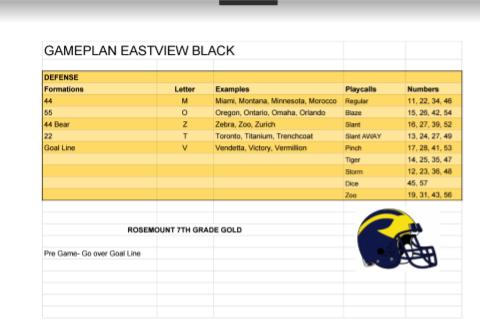 GAMEPLAN EASTVIEW BLACK
DEFENSE
Formations Letter Examples Playcalls Numbers
44 M Miami, Montana, Minnesota, Morocco Regular 11, 22, 34, 46
55 O Oregon, Ontario, Omaha, Orlando Blaze 15, 26, 42, 54
44 Bear Z Zebra, Zoo, Zurich Slant 16, 27, 39, 52
22 T Toronto, Titanium, Trenchcoat Slant AWAY 13, 24, 27, 49
Goal Line V Vendetta, Victory, Vermillion Pinch 17, 28, 41, 53
Tiger 14, 25, 35, 47
Storm 12, 23, 36, 48
Dice 45, 57
Zoo 19, 31, 43, 56
ROSEMOUNT 7TH GRADE GOLD
Pre Game- Go over Goal Line